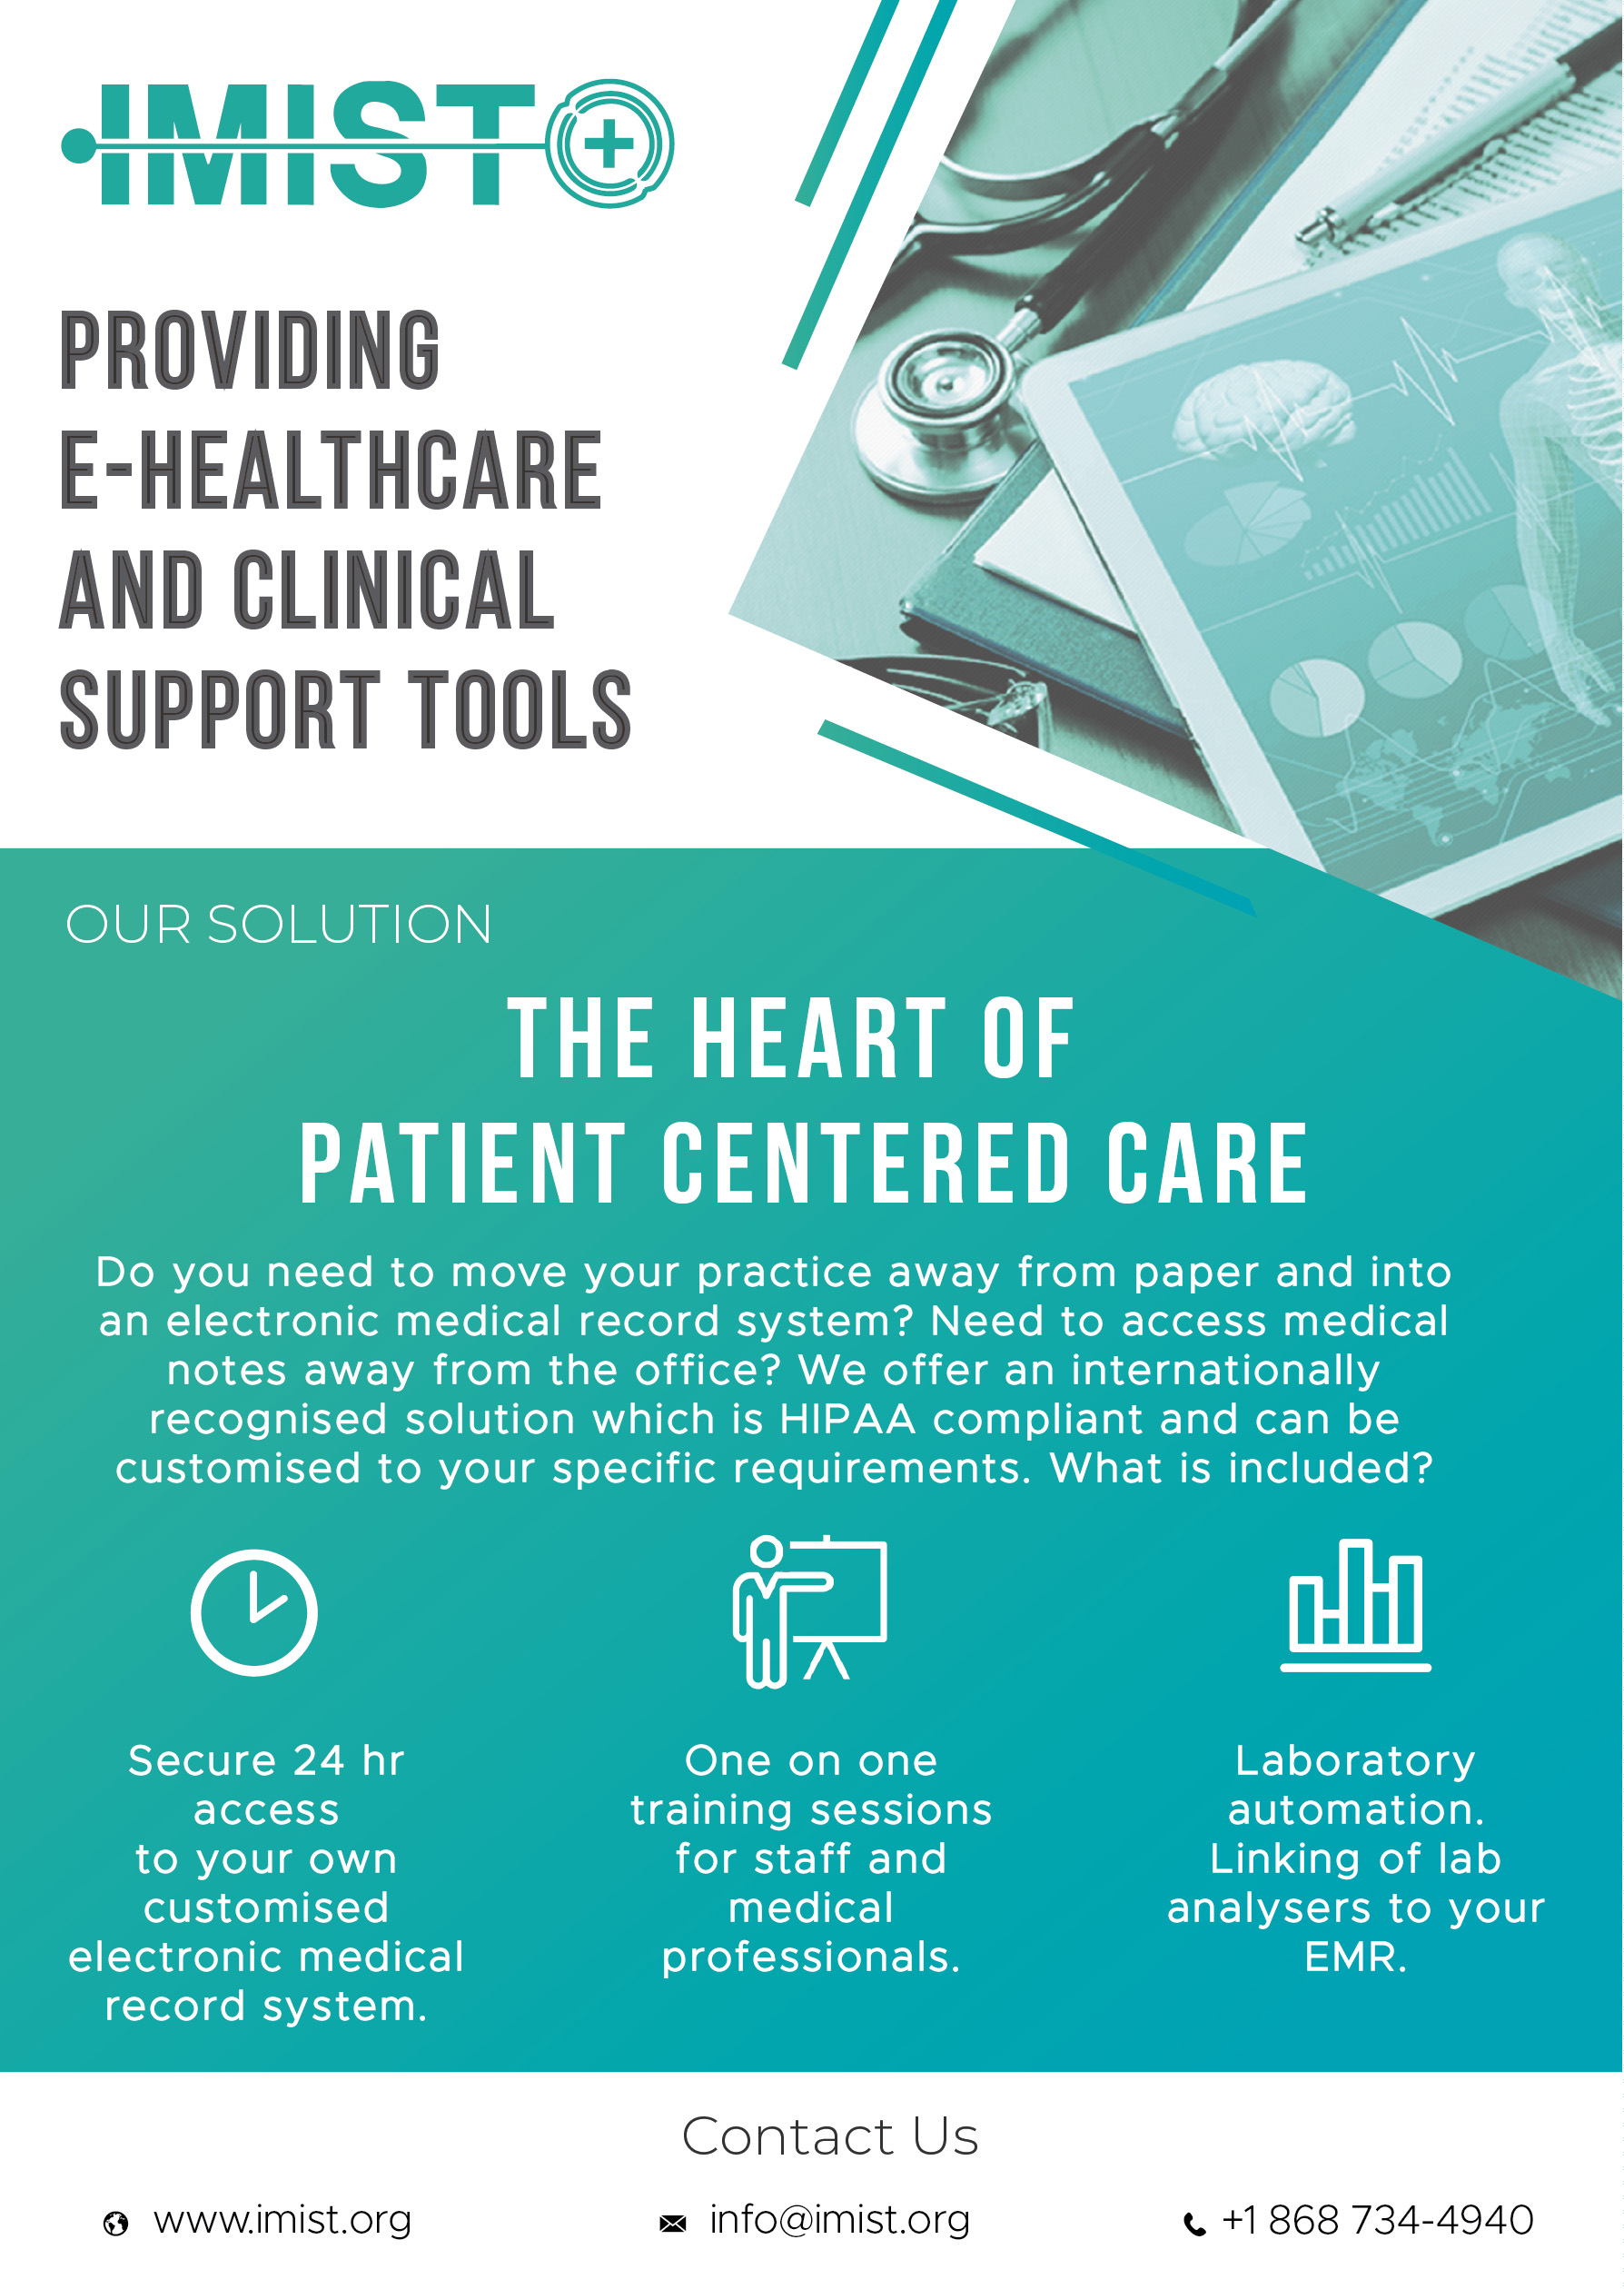 IMIST
PROVIDING
E-HEALTHCARE
AND CLINICAL
SUPPORT TOOLS
OUR SOLUTION
THE HEART OF
PATIENT CENTERED CARE
Do you need to move your practice away from paper and into
an electronic medical record system? Need to access medical
notes away from the office? We offer an internationally
recognised solution which is HIPAA compliant and can be
customised to your specific requirements. What is included?
Secure 24 hr
access
to your own
customised
electronic medical
record system.
One on one
training sessions
for staff and
medical
professionals.
Laboratory
automation.
Linking of lab
analysers to your
EMR.
Contact Us
www.imist.org
info@imist.org
+1 868 734-4940